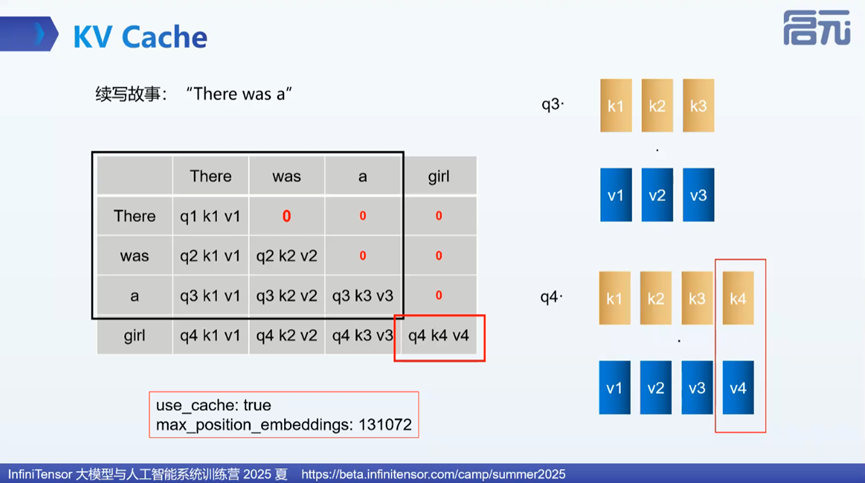 KV Cache
启元
续写故事：“There was a”
There was a girl
There q1 k1 v1 0 0 0
was q2 k1 v1 q2 k2 v2 0 0
a q3 k1 v1 q3 k2 v2 q3 k3 v3 0
girl q4 k1 v1 q4 k2 v2 q4 k3 v3 q4 k4 v4
use_cache: true
max_position_embeddings: 131072
q3· k1 k2 k3
·
v1 v2 v3
q4· k1 k2 k3 k4
·
v1 v2 v3 v4
InfiniTensor 大模型与人工智能系统训练营 2025 夏 https://beta.infinitensor.com/camp/summer2025